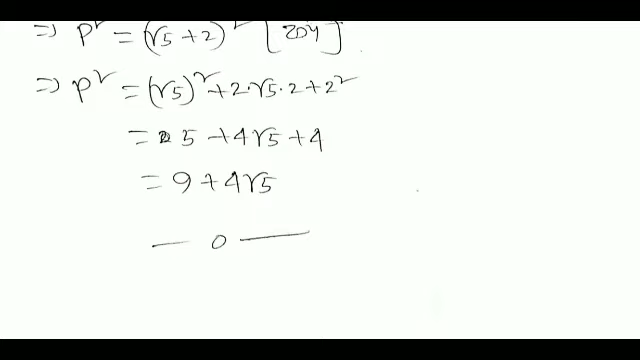 ⇒ p² = (√5 + 2)²
⇒ p² = (√5)² + 2·√5·2 + 2²
= 5 + 4√5 + 4
= 9 + 4√5
— 0 —